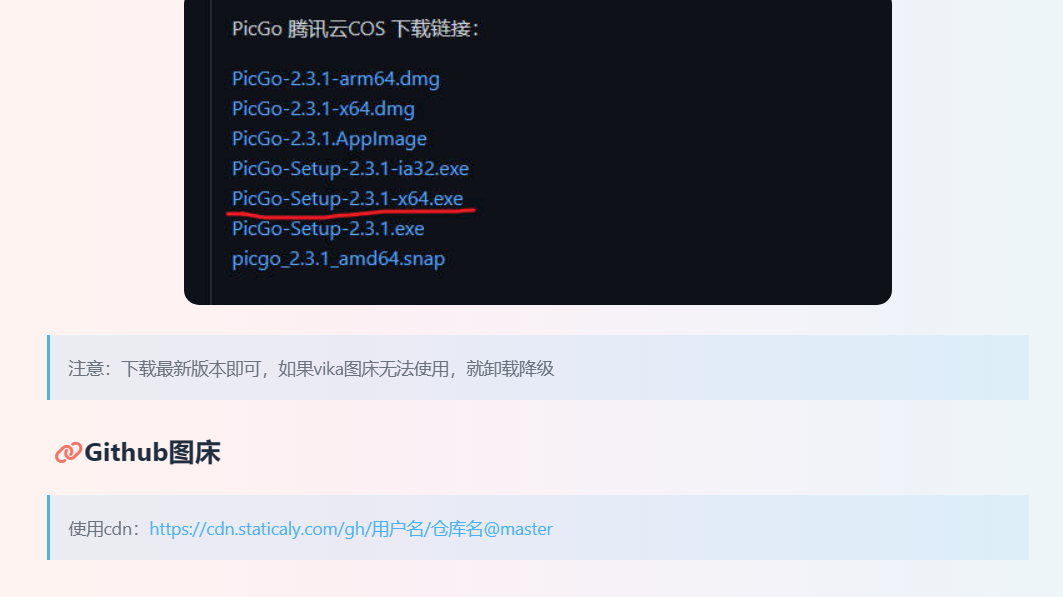 PicGo 腾讯云COS 下载链接：
PicGo-2.3.1-arm64.dmg
PicGo-2.3.1-x64.dmg
PicGo-2.3.1.AppImage
PicGo-Setup-2.3.1-ia32.exe
PicGo-Setup-2.3.1-x64.exe
PicGo-Setup-2.3.1.exe
picgo_2.3.1_amd64.snap
注意：下载最新版本即可，如果vika图床无法使用，就卸载降级
Github图床
使用cdn：https://cdn.staticaly.com/gh/用户名/仓库名@master